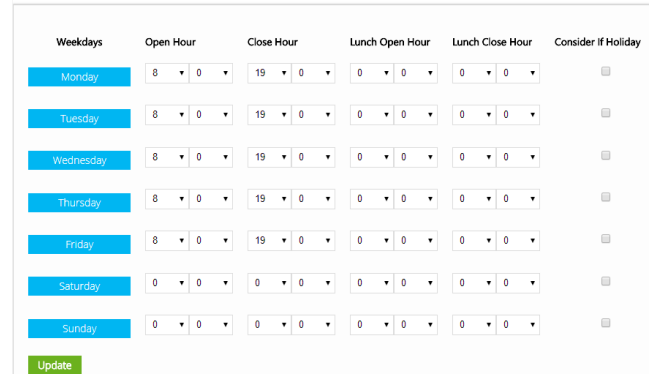 Weekdays Open Hour Close Hour Lunch Open Hour Lunch Close Hour Consider If Holiday
Monday 8 0 19 0 0 0 0 0
Tuesday 8 0 19 0 0 0 0 0
Wednesday 8 0 19 0 0 0 0 0
Thursday 8 0 19 0 0 0 0 0
Friday 8 0 19 0 0 0 0 0
Saturday 0 0 0 0 0 0 0 0
Sunday 0 0 0 0 0 0 0 0
Update